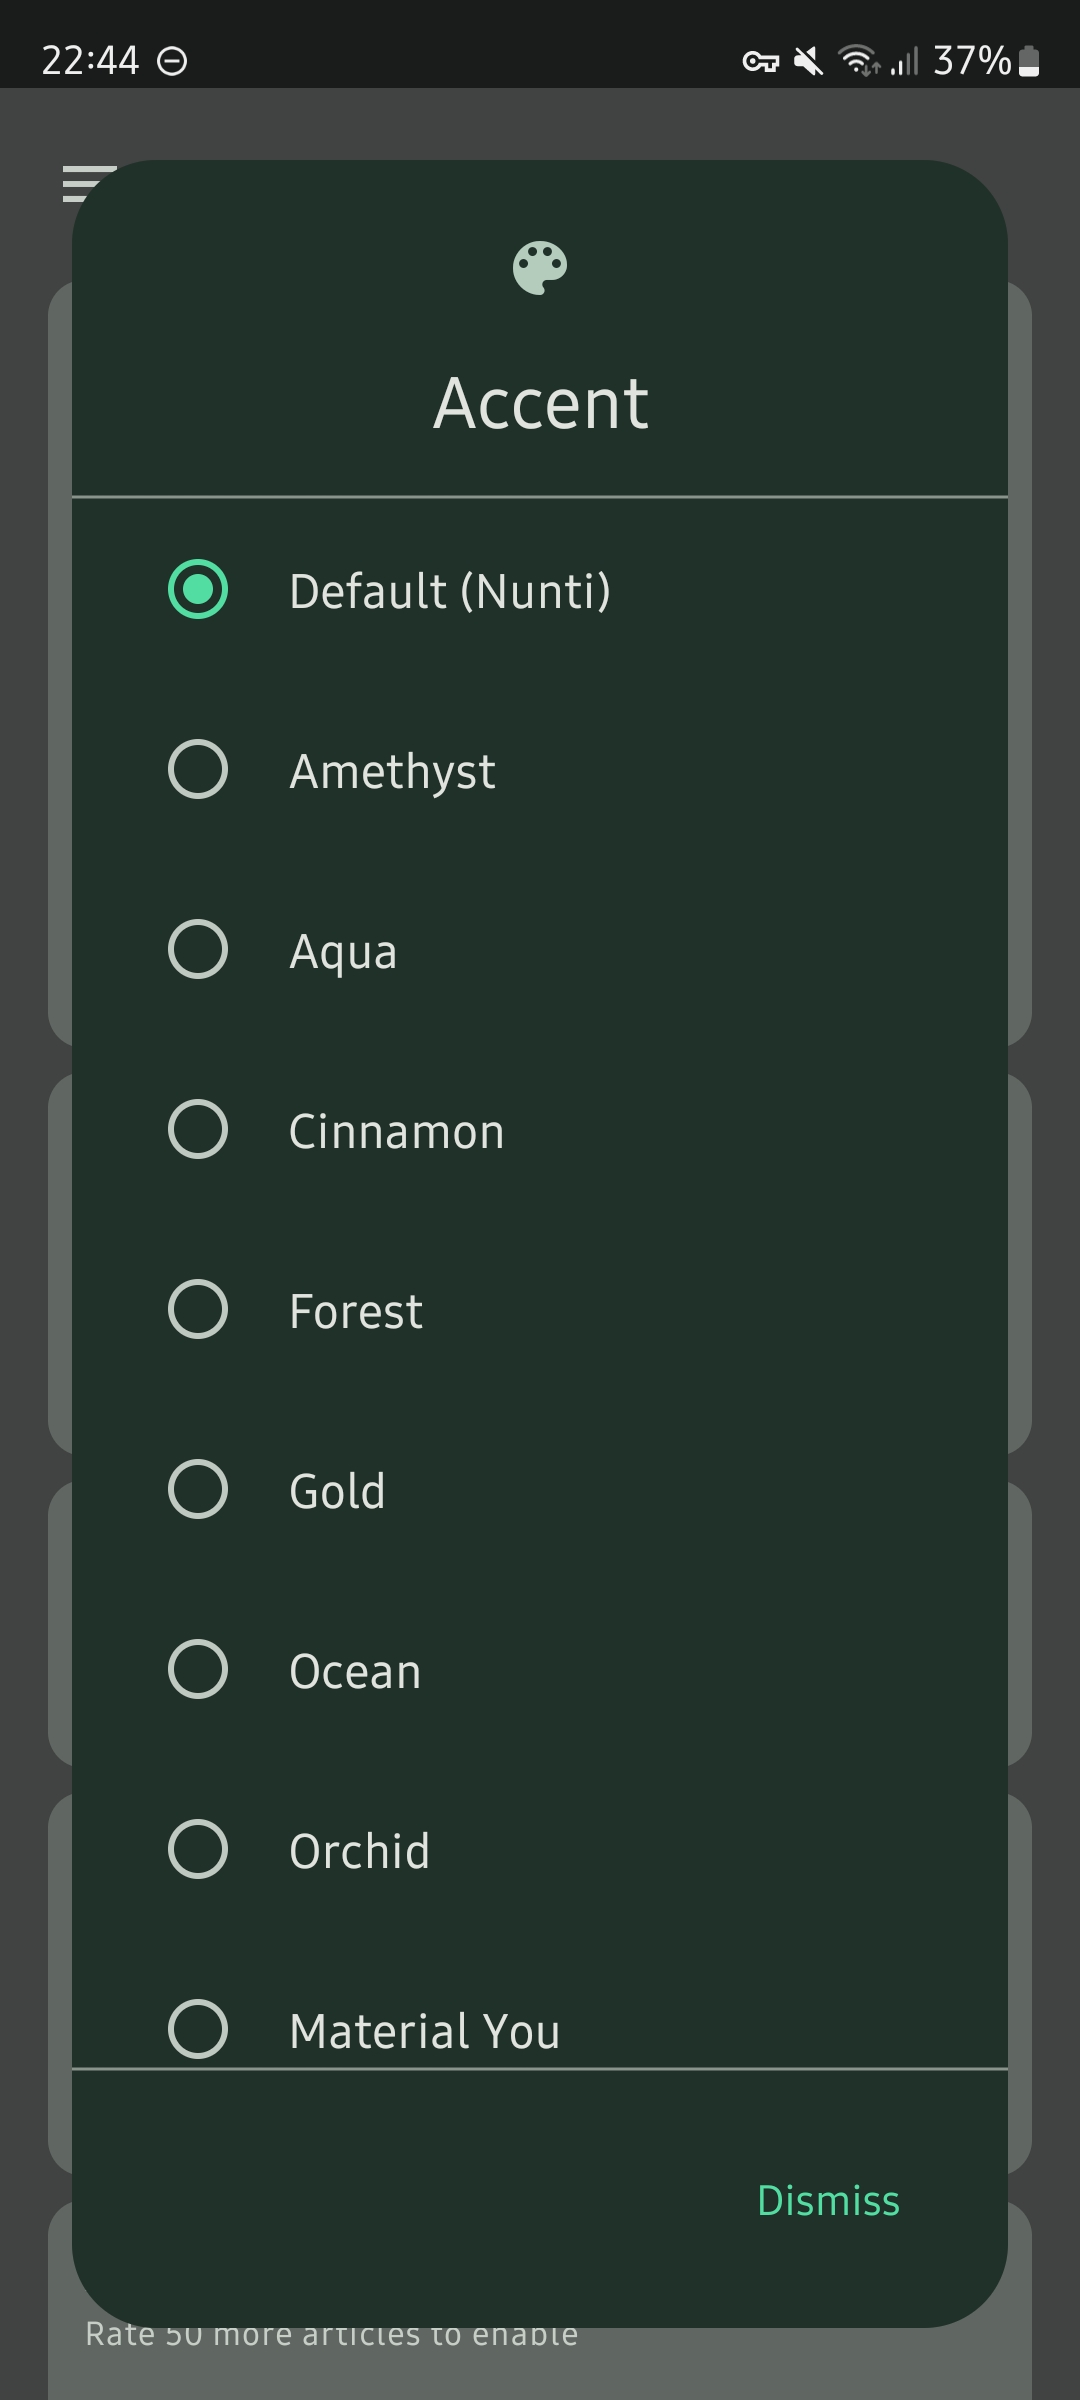 22:44 37%
Accent
Default (Nunti)
Amethyst
Aqua
Cinnamon
Forest
Gold
Ocean
Orchid
Material You
Dismiss
Rate 50 more articles to enable